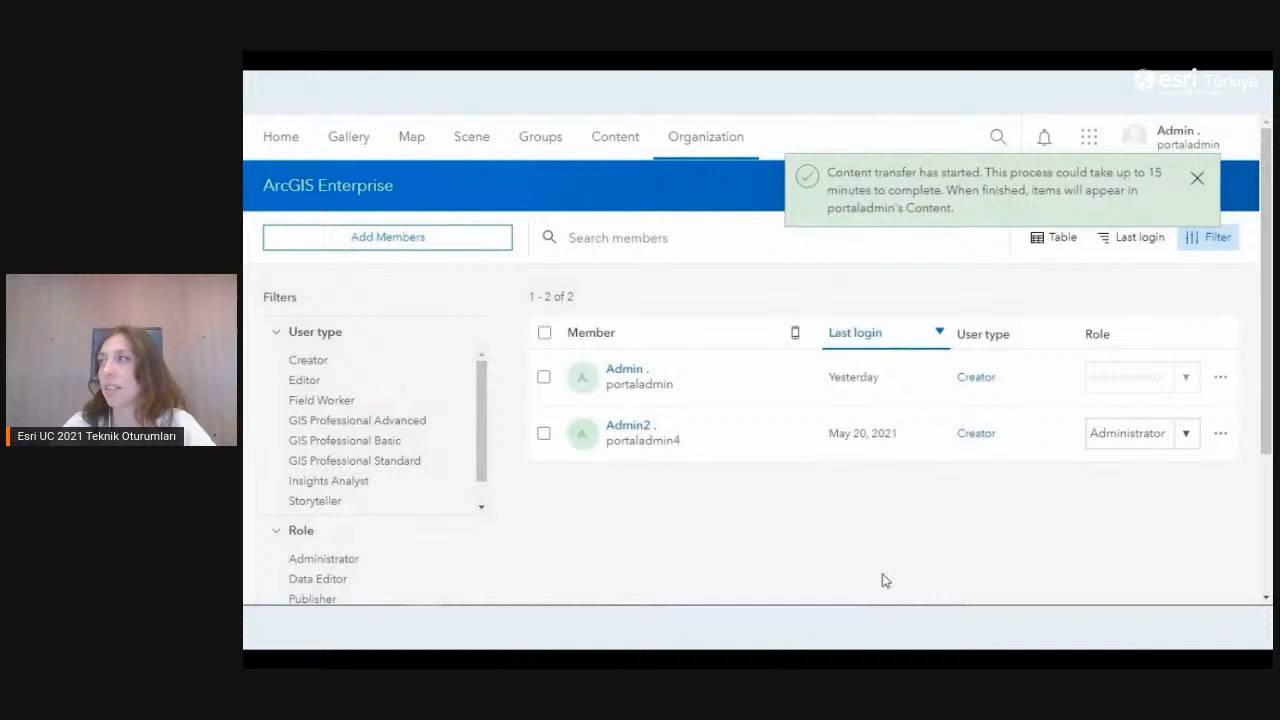 esri Türkiye
Home Gallery Map Scene Groups Content Organization
Admin .
portaladmin
ArcGIS Enterprise
Content transfer has started. This process could take up to 15
minutes to complete. When finished, items will appear in
portaladmin's Content.
Add Members
Search members
Table Last login Filter
Filters
1 - 2 of 2
User type
Creator
Editor
Field Worker
GIS Professional Advanced
GIS Professional Basic
GIS Professional Standard
Insights Analyst
Storyteller
Role
Administrator
Data Editor
Publisher
Member Last login User type Role
A. Admin .
portaladmin
Yesterday Creator
A. Admin2 .
portaladmin4
May 20, 2021 Creator Administrator
Esri UC 2021 Teknik Oturumları